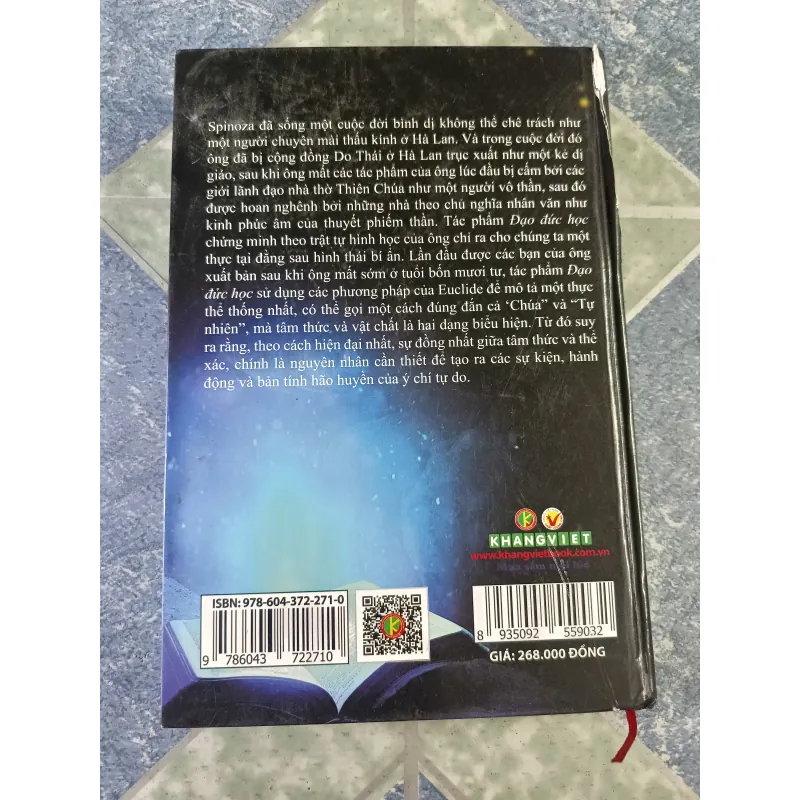 Spinoza đã sống một cuộc đời bình dị không thể chê trách như
một người chuyên mài thấu kính ở Hà Lan. Và trong cuộc đời đó
ông đã bị cộng đồng Do Thái ở Hà Lan trục xuất như một kẻ dị
giáo, sau khi ông mất các tác phẩm của ông lúc đầu bị cấm bởi các
giới lãnh đạo nhà thờ Thiên Chúa như một người vô thần, sau đó
được hoan nghênh bởi những nhà theo chủ nghĩa nhân văn như
kinh phúc âm của thuyết phiếm thần. Tác phẩm Đạo đức học
chứng minh theo trật tự hình học của ông chỉ ra cho chúng ta một
thực tại đằng sau hình thái bí ẩn. Lần đầu được các bạn của ông
xuất bản sau khi ông mất sớm ở tuổi bốn mươi tư, tác phẩm Đạo
đức học sử dụng các phương pháp của Euclide để mô tả một thực
thể thống nhất, có thể gọi một cách đúng đắn cả ‘Chúa” và “Tự
nhiên”, mà tâm thức và vật chất là hai dạng biểu hiện. Từ đó suy
ra rằng, theo cách hiện đại nhất, sự đồng nhất giữa tâm thức và thể
xác, chính là nguyên nhân cần thiết để tạo ra các sự kiện, hành
động và bản tính hão huyền của ý chí tự do.
KHANGVIET
www.khangvietbook.com.vn
ISBN: 978-604-372-271-0
9 786043 722710
8 935092 559032
GIÁ: 268.000 ĐỒNG